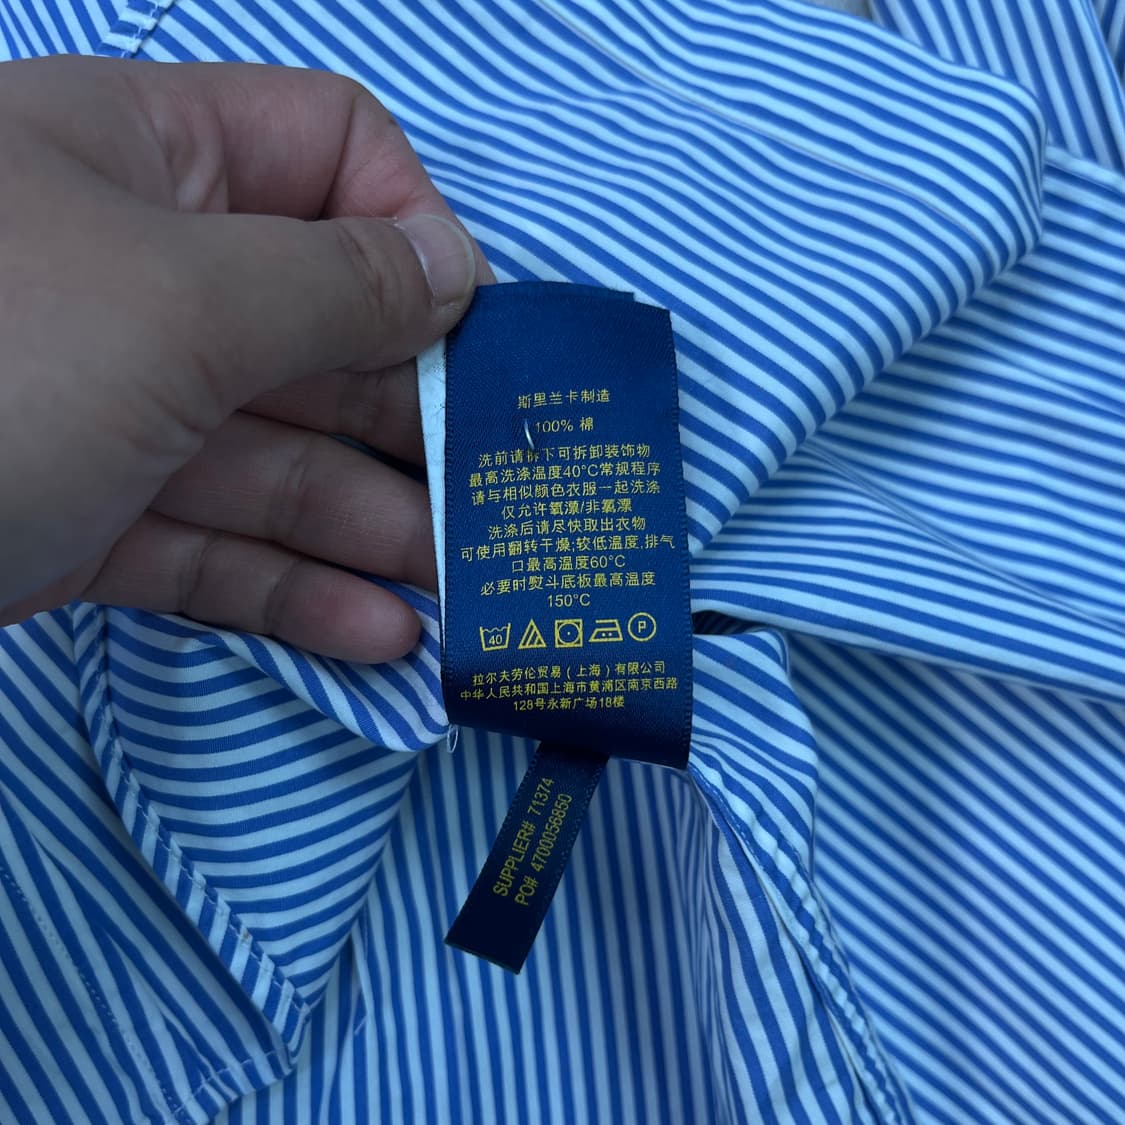 斯里兰卡制造
100% 棉
洗前请拆下可拆卸装饰物
最高洗涤温度40°C常规程序
请与相似颜色衣服一起洗涤
仅允许氧漂/非氯漂
洗涤后请尽快取出衣物
可使用翻转干燥;较低温度,排气
口最高温度60°C
必要时熨斗底板最高温度
150°C
40 P
拉尔夫劳伦贸易(上海)有限公司
中华人民共和国上海市黄浦区南京西路
128号永新广场18楼
SUPPLIER# 71374
PO# 4700056850